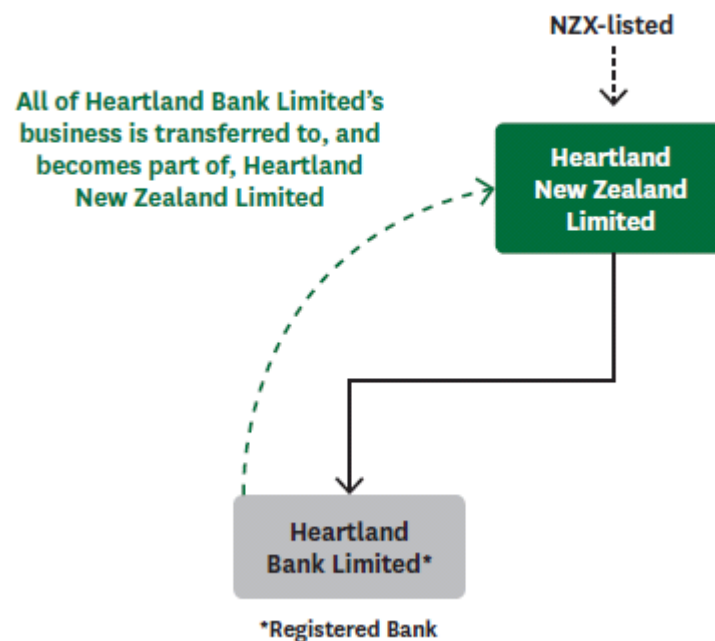 NZX-listed
All of Heartland Bank Limited’s
business is transferred to, and
becomes part of, Heartland
New Zealand Limited
Heartland
New Zealand
Limited
Heartland
Bank Limited*
*Registered Bank